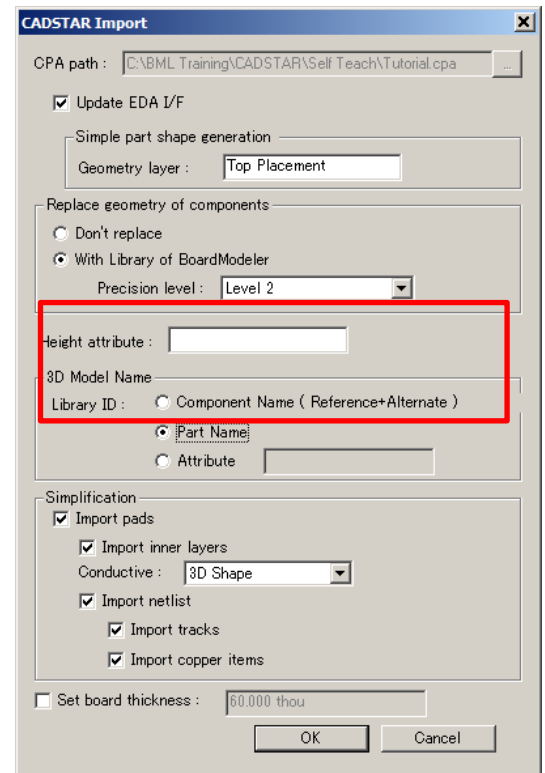 CADSTAR Import
CPA path : C:\BML Training\CADSTAR\Self Teach\Tutorial.cpa ...
Update EDA I/F
Simple part shape generation
Geometry layer : Top Placement
Replace geometry of components
Don't replace
With Library of BoardModeler
Precision level : Level 2
Height attribute :
3D Model Name
Library ID : Component Name ( Reference+Alternate )
Part Name
Attribute
Simplification
Import pads
Import inner layers
Conductive : 3D Shape
Import netlist
Import tracks
Import copper items
Set board thickness : 60.000 thou
OK Cancel